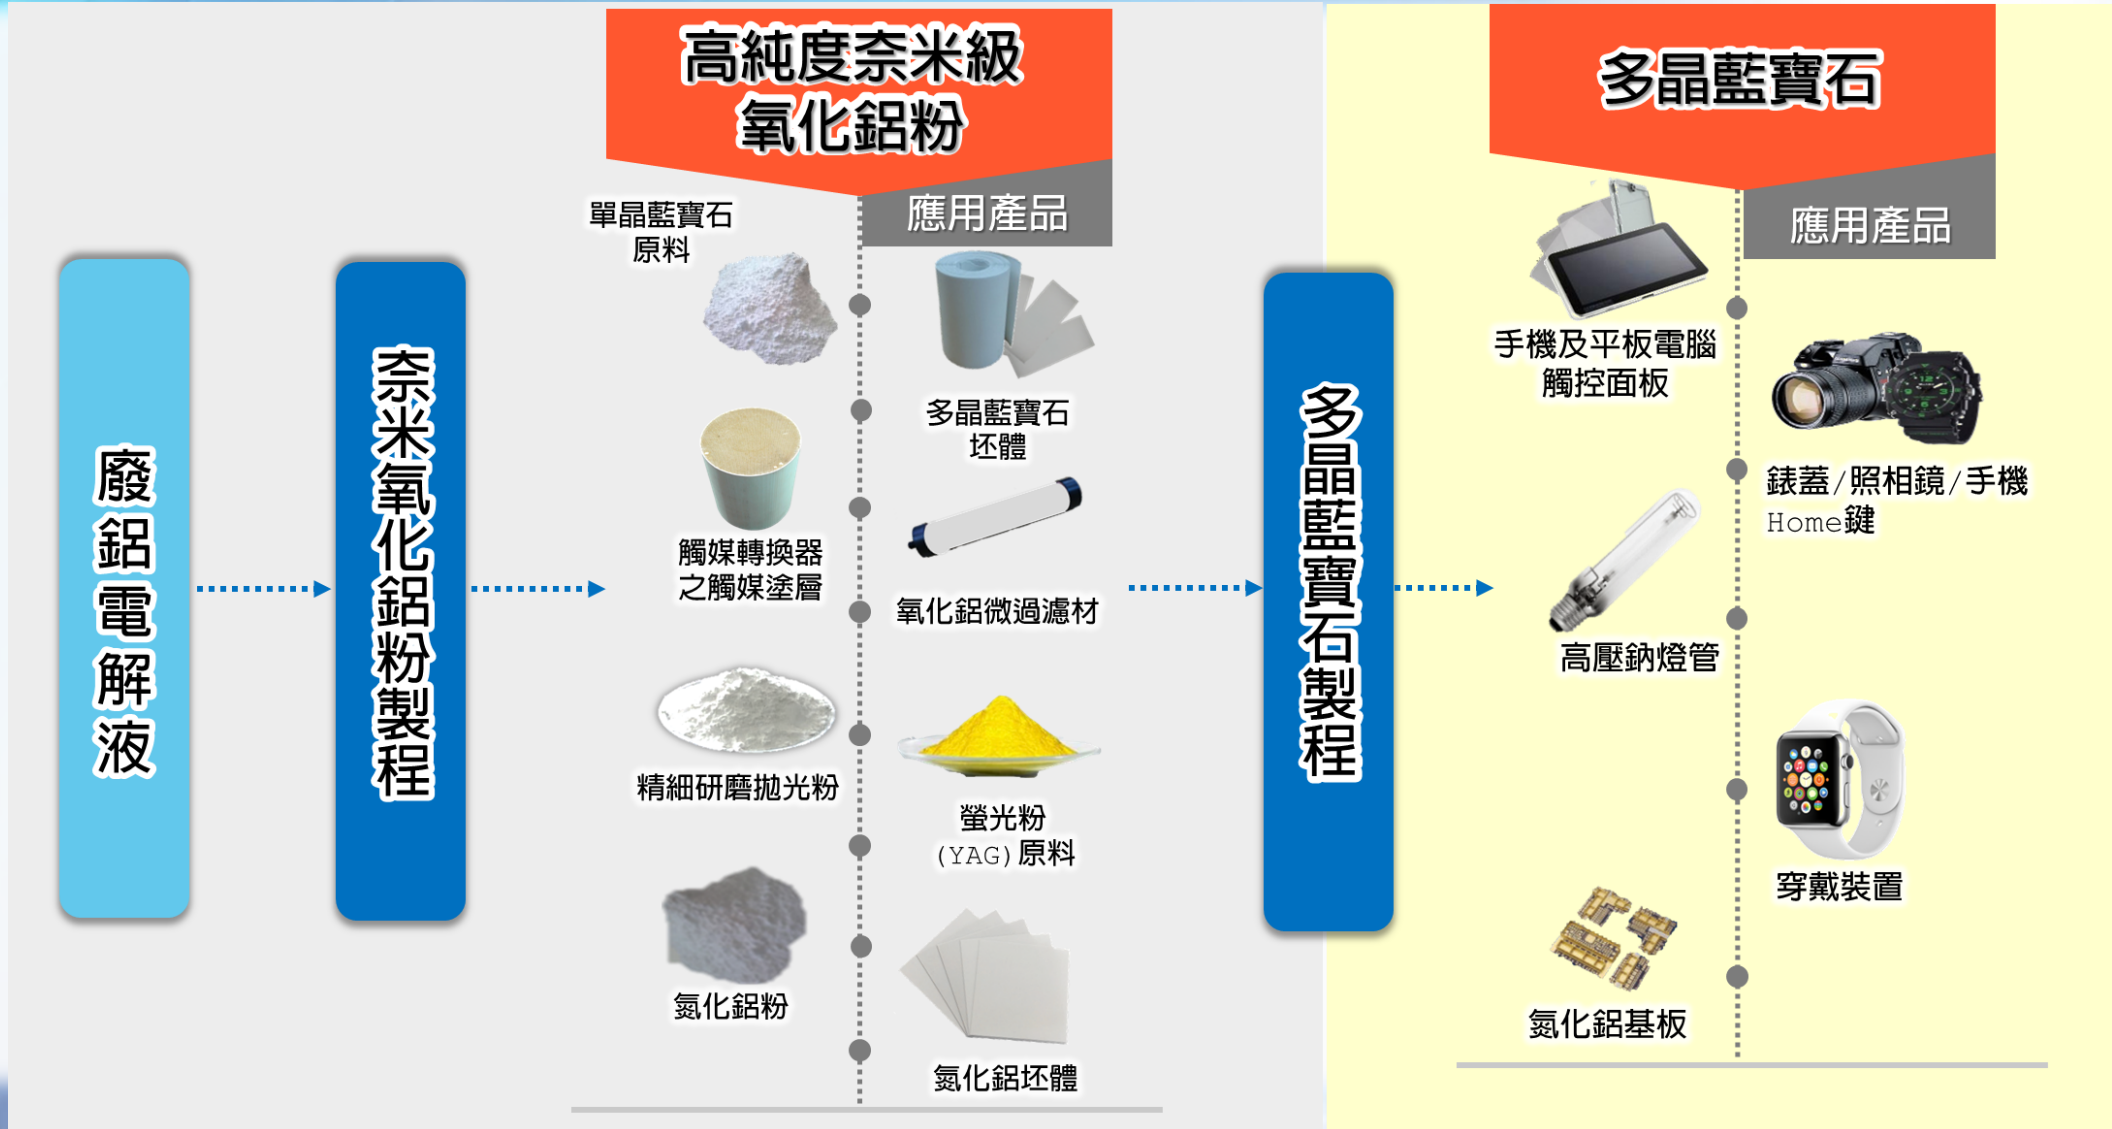 廢鋁電解液
奈米氧化鋁粉製程
高純度奈米級
氧化鋁粉
應用產品
單晶藍寶石
原料
多晶藍寶石
坯體
觸媒轉換器
之觸媒塗層
氧化鋁微過濾材
精細研磨拋光粉
螢光粉
(YAG)原料
氮化鋁粉
氮化鋁坯體
多晶藍寶石製程
多晶藍寶石
應用產品
手機及平板電腦
觸控面板
錶蓋/照相鏡/手機
Home鍵
高壓鈉燈管
穿戴裝置
氮化鋁基板